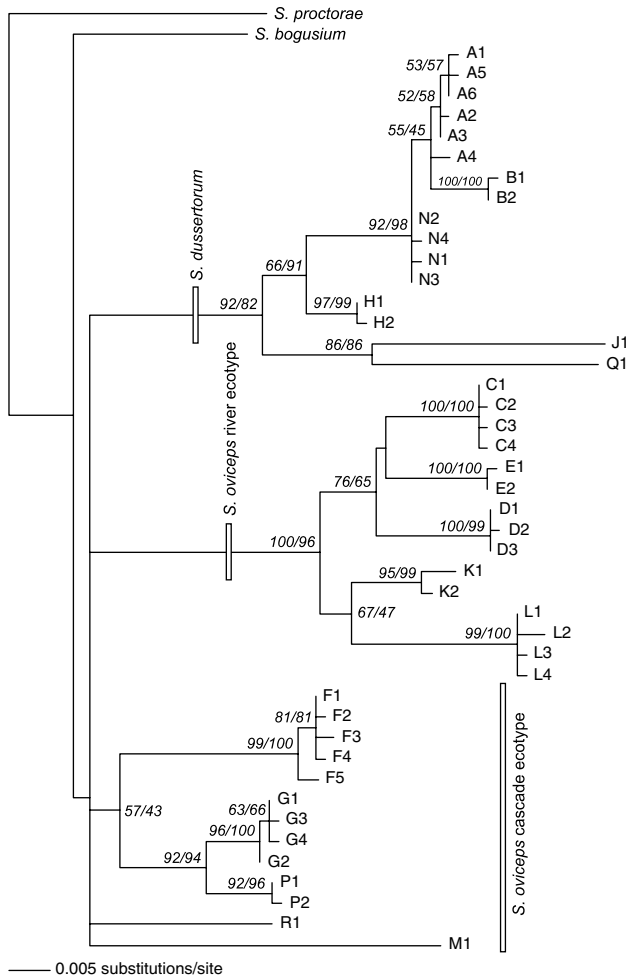 S. proctorae
S. bogusium
A1
53/57
A5
A6
52/58
A2
55/45
A3
A4
100/100
B1
B2
S. dussertorum
92/98
N2
N4
N1
N3
66/91
92/82
97/99
H1
H2
86/86
J1
Q1
S. oviceps river ecotype
C1
100/100
C2
C3
C4
100/100
E1
E2
76/65
D1
100/99
D2
D3
100/96
95/99
K1
K2
67/47
L1
99/100
L2
L3
L4
F1
81/81
F2
F3
99/100
F4
F5
S. oviceps cascade ecotype
57/43
G1
63/66
G3
96/100
G4
G2
92/94
92/96
P1
P2
R1
M1
0.005 substitutions/site